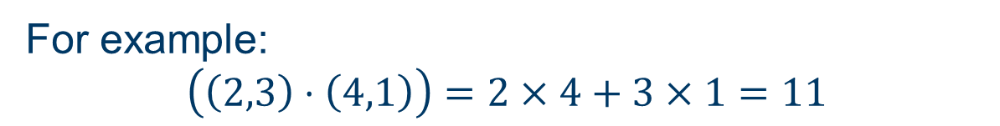 For example:
((2,3) · (4,1)) = 2 × 4 + 3 × 1 = 11